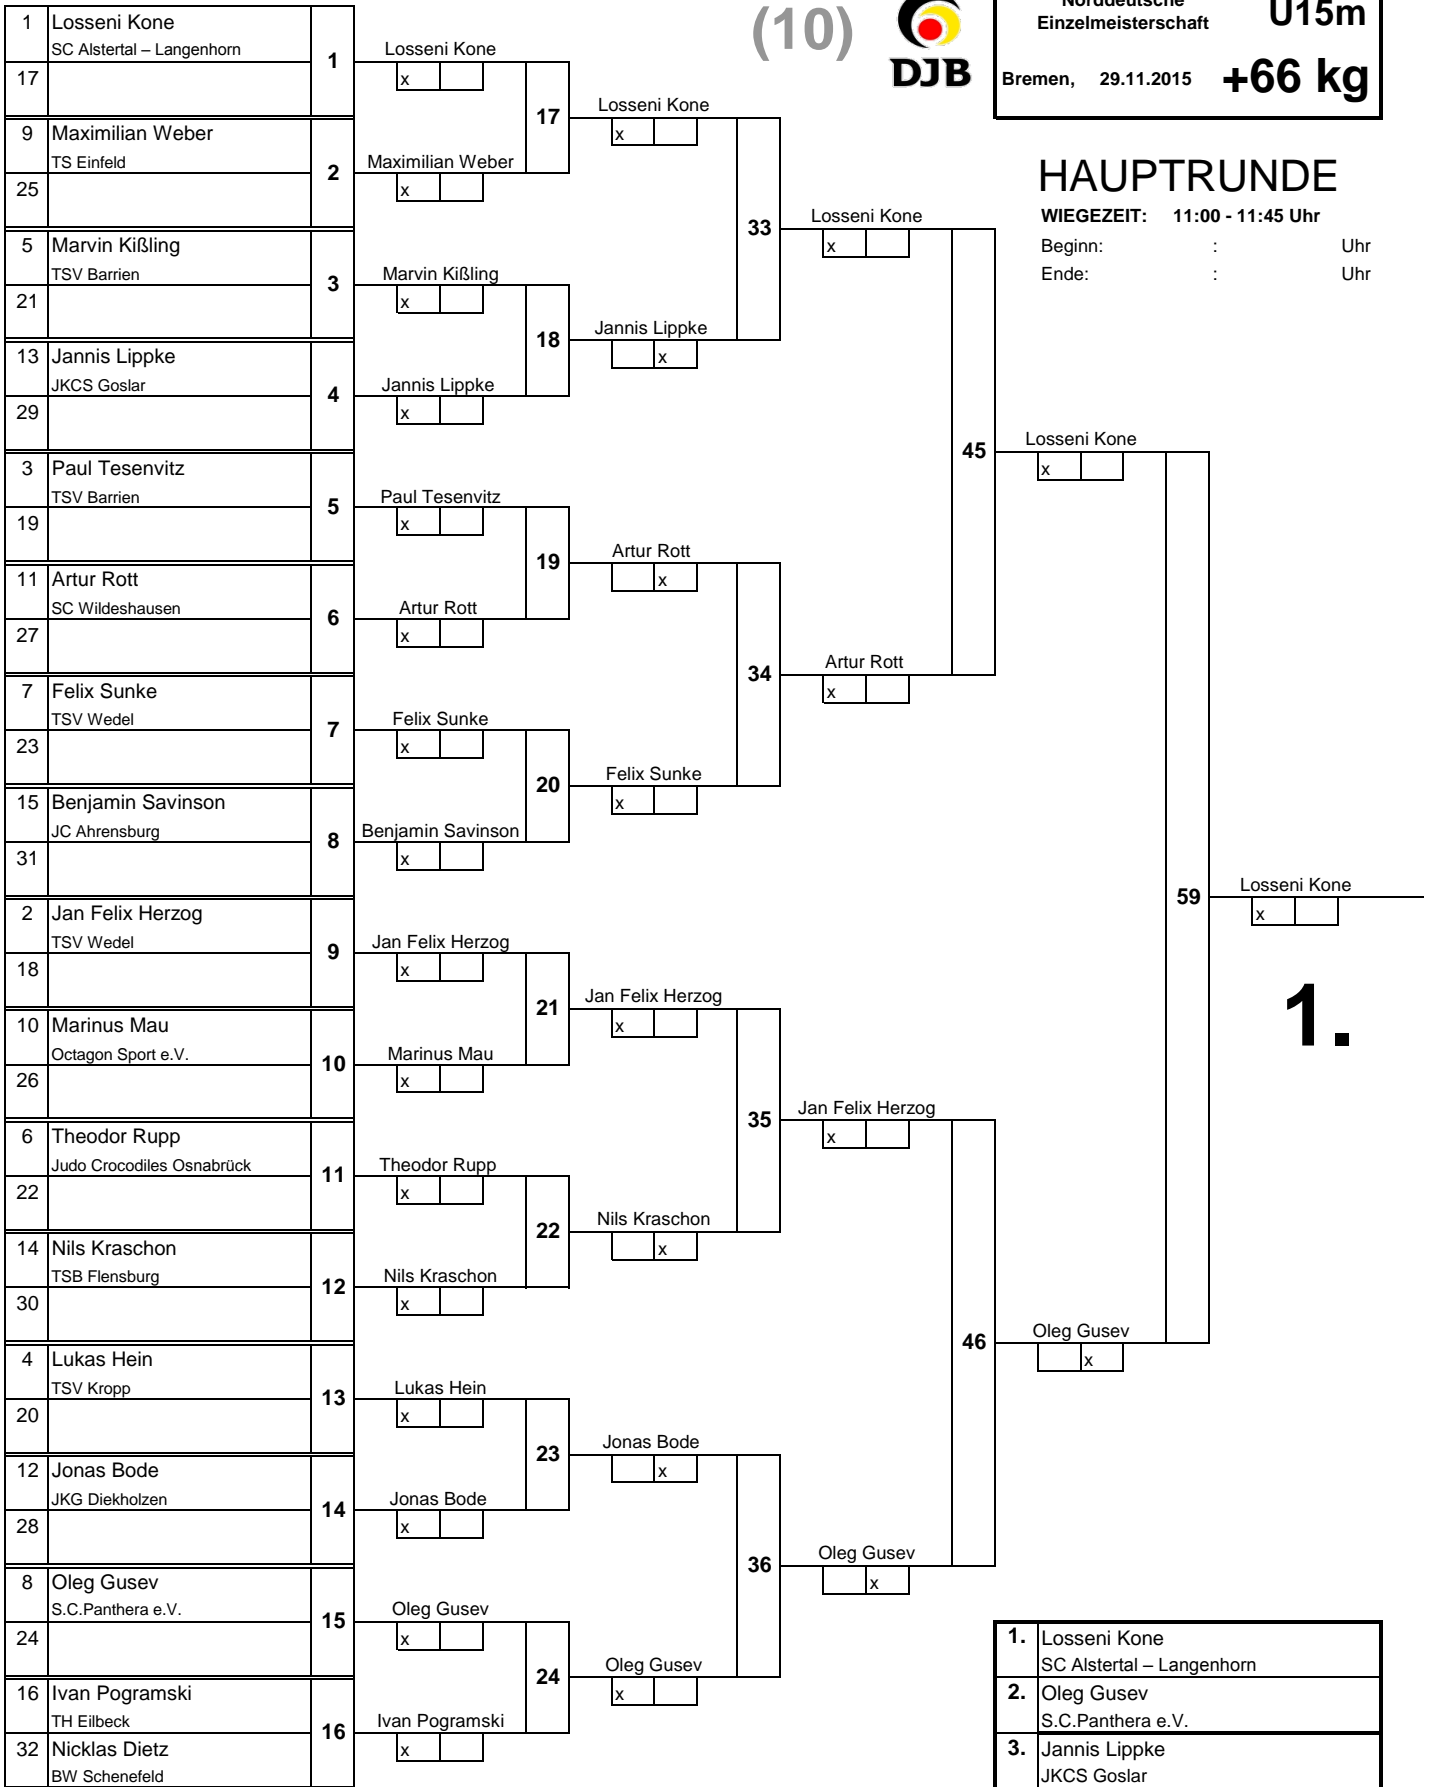 (10)
DJB
Norddeutsche
Einzelmeisterschaft
U15m
Bremen, 29.11.2015
+66 kg
HAUPTRUNDE
WIEGEZEIT: 11:00 - 11:45 Uhr
Beginn: : Uhr
Ende: : Uhr
1 Losseni Kone
SC Alstertal – Langenhorn
17
1
9 Maximilian Weber
TS Einfeld
25
2
5 Marvin Kißling
TSV Barrien
21
3
13 Jannis Lippke
JKCS Goslar
29
4
3 Paul Tesenvitz
TSV Barrien
19
5
11 Artur Rott
SC Wildeshausen
27
6
7 Felix Sunke
TSV Wedel
23
7
15 Benjamin Savinson
JC Ahrensburg
31
8
2 Jan Felix Herzog
TSV Wedel
18
9
10 Marinus Mau
Octagon Sport e.V.
26
10
6 Theodor Rupp
Judo Crocodiles Osnabrück
22
11
14 Nils Kraschon
TSB Flensburg
30
12
4 Lukas Hein
TSV Kropp
20
13
12 Jonas Bode
JKG Diekholzen
28
14
8 Oleg Gusev
S.C.Panthera e.V.
24
15
16 Ivan Pogramski
TH Eilbeck
32 Nicklas Dietz
BW Schenefeld
16
Losseni Kone
x
17
Maximilian Weber
x
Marvin Kißling
x
18
Jannis Lippke
x
Paul Tesenvitz
x
19
Artur Rott
x
Felix Sunke
x
20
Benjamin Savinson
x
Jan Felix Herzog
x
21
Marinus Mau
x
Theodor Rupp
x
22
Nils Kraschon
x
Lukas Hein
x
23
Jonas Bode
x
Oleg Gusev
x
24
Ivan Pogramski
x
Losseni Kone
x
33
Jannis Lippke
x
Artur Rott
x
34
Felix Sunke
x
Jan Felix Herzog
x
35
Nils Kraschon
x
Jonas Bode
x
36
Oleg Gusev
x
Losseni Kone
x
45
Artur Rott
x
Jan Felix Herzog
x
46
Oleg Gusev
x
Losseni Kone
x
59
Oleg Gusev
x
Losseni Kone
x
1.
1. Losseni Kone
SC Alstertal – Langenhorn
2. Oleg Gusev
S.C.Panthera e.V.
3. Jannis Lippke
JKCS Goslar